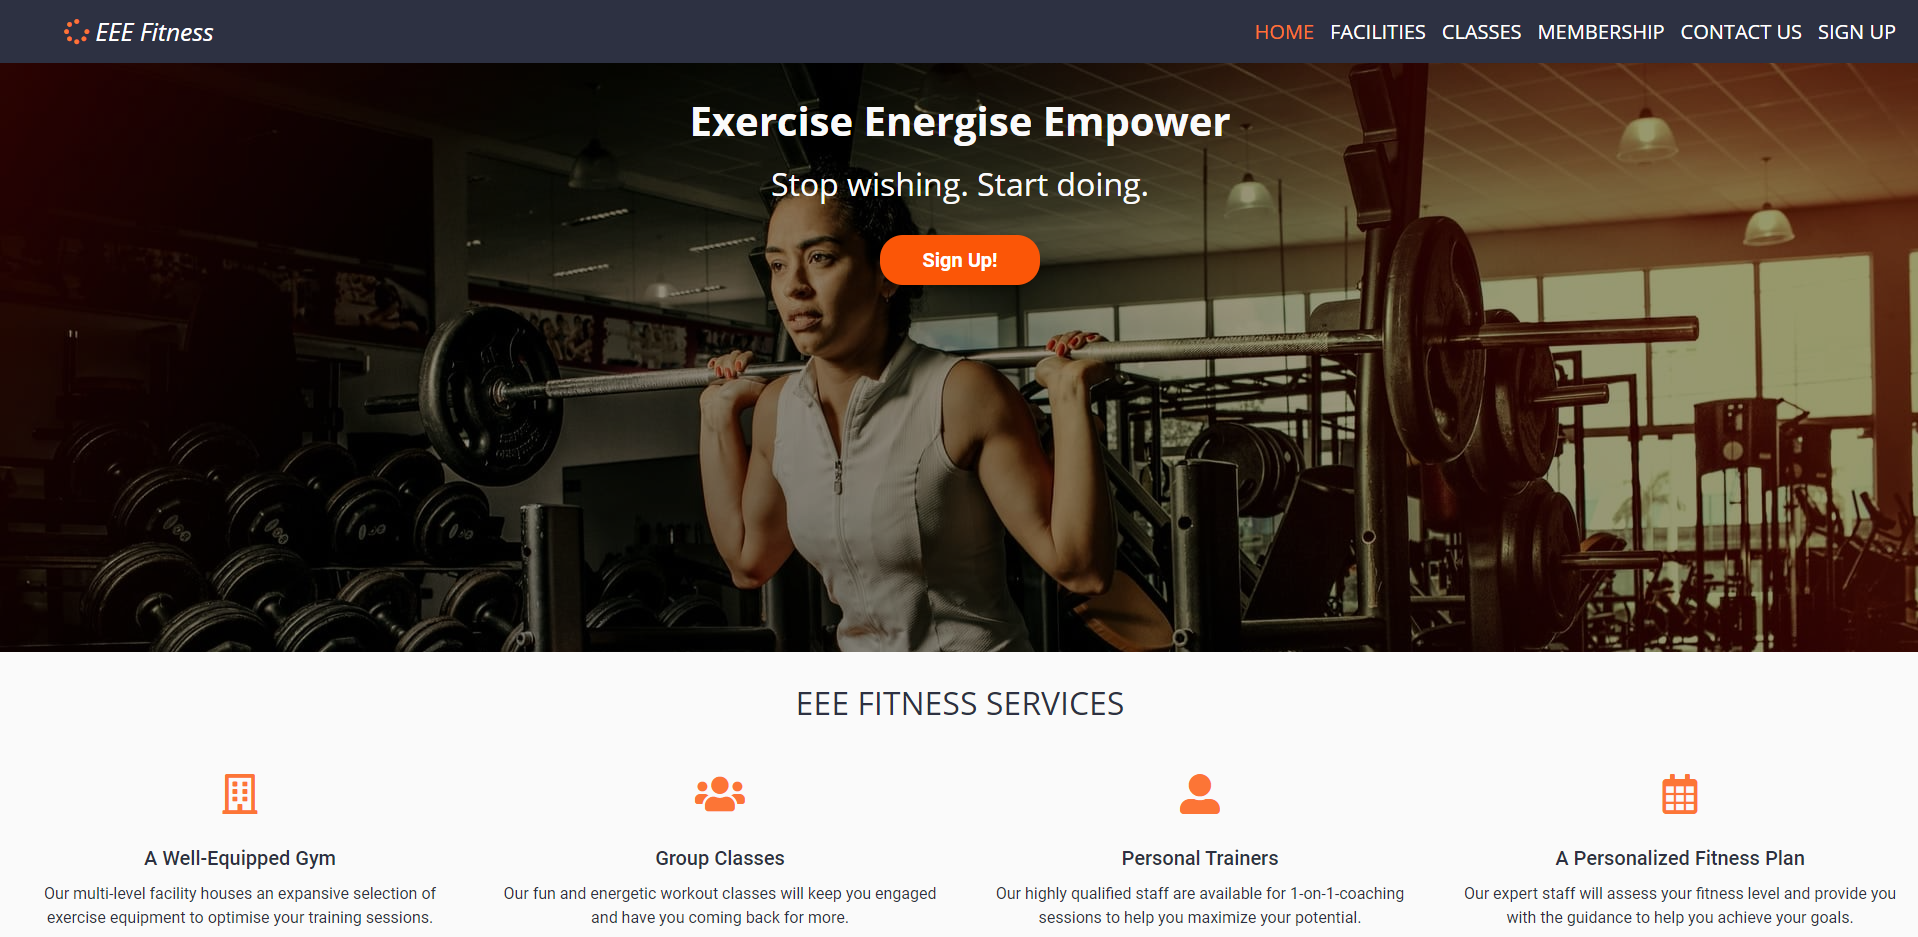 EEE Fitness
HOME FACILITIES CLASSES MEMBERSHIP CONTACT US SIGN UP
Exercise Energise Empower
Stop wishing. Start doing.
Sign Up!
EEE FITNESS SERVICES
A Well-Equipped Gym
Our multi-level facility houses an expansive selection of
exercise equipment to optimise your training sessions.
Group Classes
Our fun and energetic workout classes will keep you engaged
and have you coming back for more.
Personal Trainers
Our highly qualified staff are available for 1-on-1-coaching
sessions to help you maximize your potential.
A Personalized Fitness Plan
Our expert staff will assess your fitness level and provide you
with the guidance to help you achieve your goals.